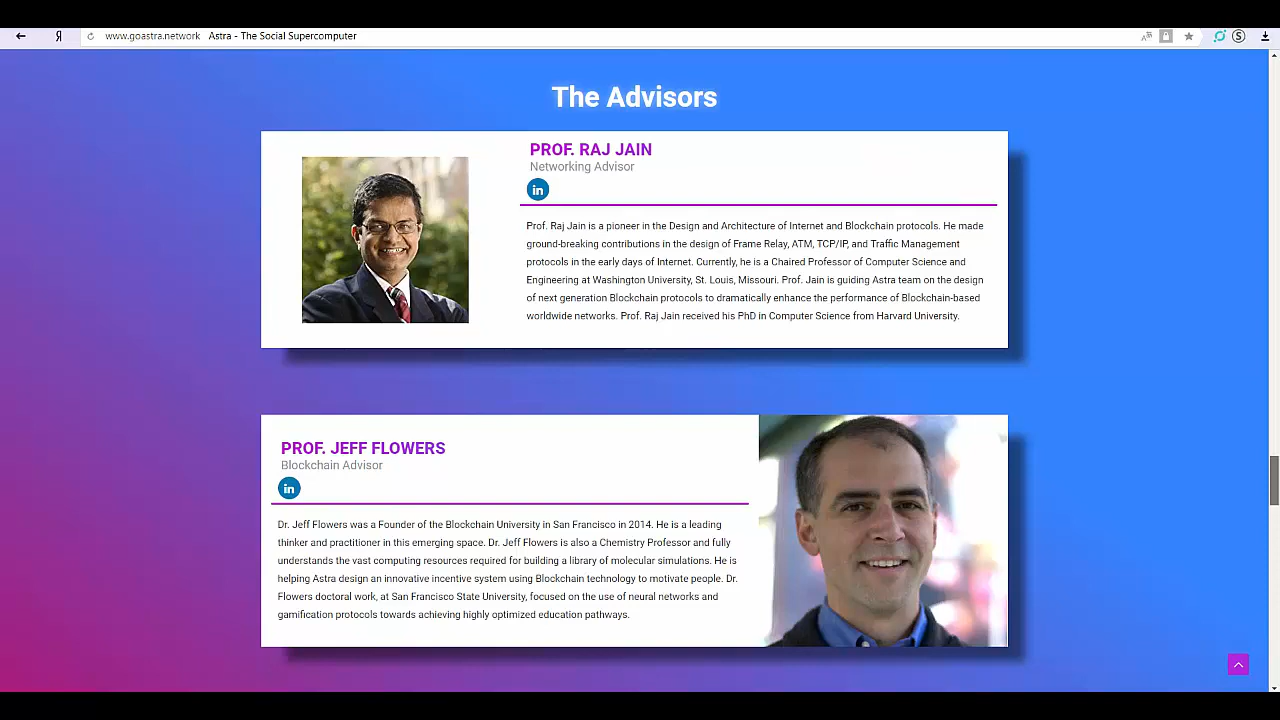 Я www.goastra.network Astra - The Social Supercomputer
The Advisors
PROF. RAJ JAIN
Networking Advisor
in
Prof. Raj Jain is a pioneer in the Design and Architecture of Internet and Blockchain protocols. He made
ground-breaking contributions in the design of Frame Relay, ATM, TCP/IP, and Traffic Management
protocols in the early days of Internet. Currently, he is a Chaired Professor of Computer Science and
Engineering at Washington University, St. Louis, Missouri. Prof. Jain is guiding Astra team on the design
of next generation Blockchain protocols to dramatically enhance the performance of Blockchain-based
worldwide networks. Prof. Raj Jain received his PhD in Computer Science from Harvard University.
PROF. JEFF FLOWERS
Blockchain Advisor
in
Dr. Jeff Flowers was a Founder of the Blockchain University in San Francisco in 2014. He is a leading
thinker and practitioner in this emerging space. Dr. Jeff Flowers is also a Chemistry Professor and fully
understands the vast computing resources required for building a library of molecular simulations. He is
helping Astra design an innovative incentive system using Blockchain technology to motivate people. Dr.
Flowers doctoral work, at San Francisco State University, focused on the use of neural networks and
gamification protocols towards achieving highly optimized education pathways.